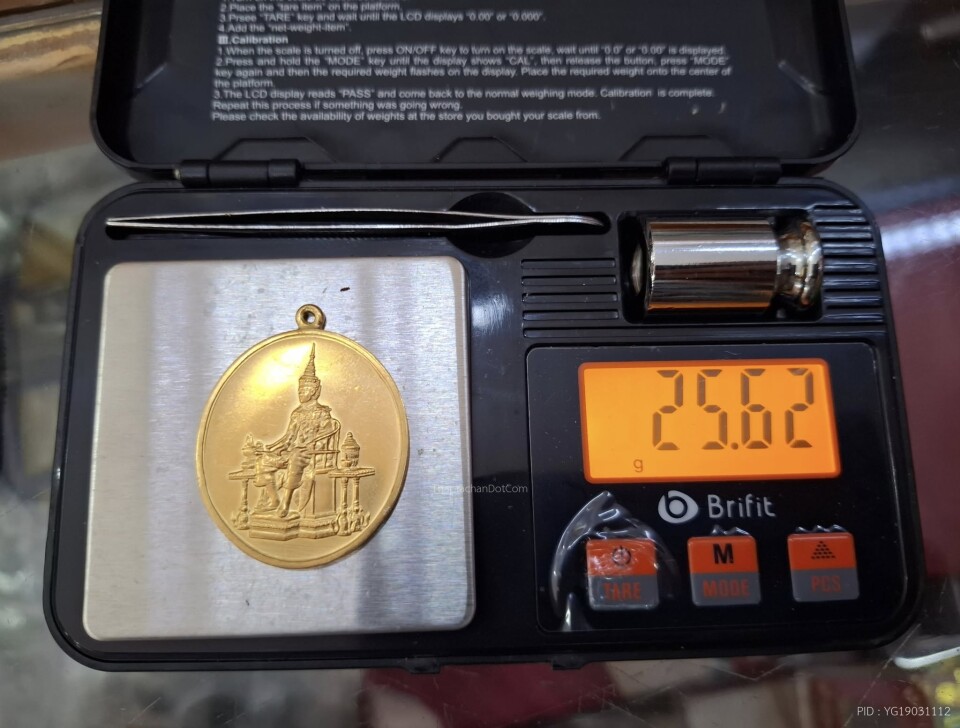 2.Place the "tare item" on the platform.
3.Prsee "TARE" key and wait until the LCD displays "0.00" or "0.000".
4.Add the "net-weight-item".
III.Calibration
1.When the scale is turned off, press ON/OFF key to turn on the scale, wait until "0.0" or "0.00" is displayed.
2.Press and hold the "MODE" key until the display shows "CAL", then release the button, press "MODE"
key again and then the required weight flashes on the display. Place the required weight onto the center of
the platform.
3.The LCD display reads "PASS" and come back to the normal weighing mode. Calibration is complete.
Repeat this process if something was going wrong.
Please check the availability of weights at the store you bought your scale from.
25.62
g
Brifit
M
TARE
MODE
PCS
PID : YG19031112